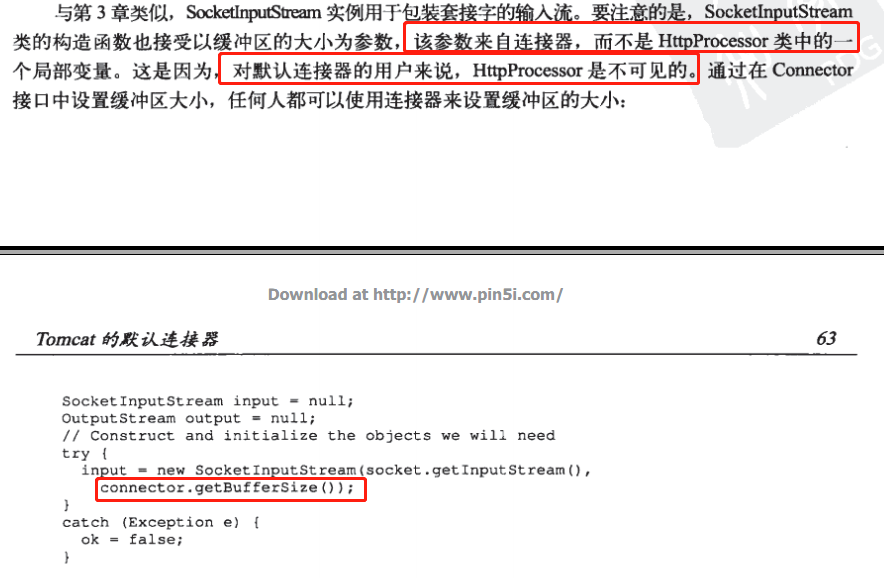 与第 3 章类似，SocketInputStream 实例用于包装套接字的输入流。要注意的是，SocketInputStream
类的构造函数也接受以缓冲区的大小为参数，该参数来自连接器，而不是 HttpProcessor 类中的一
个局部变量。这是因为，对默认连接器的用户来说，HttpProcessor 是不可见的。通过在 Connector
接口中设置缓冲区大小，任何人都可以使用连接器来设置缓冲区的大小：
Download at http://www.pin5i.com/
Tomcat 的默认连接器 63
SocketInputStream input = null;
OutputStream output = null;
// Construct and initialize the objects we will need
try {
input = new SocketInputStream(socket.getInputStream(),
connector.getBufferSize());
}
catch (Exception e) {
ok = false;
}